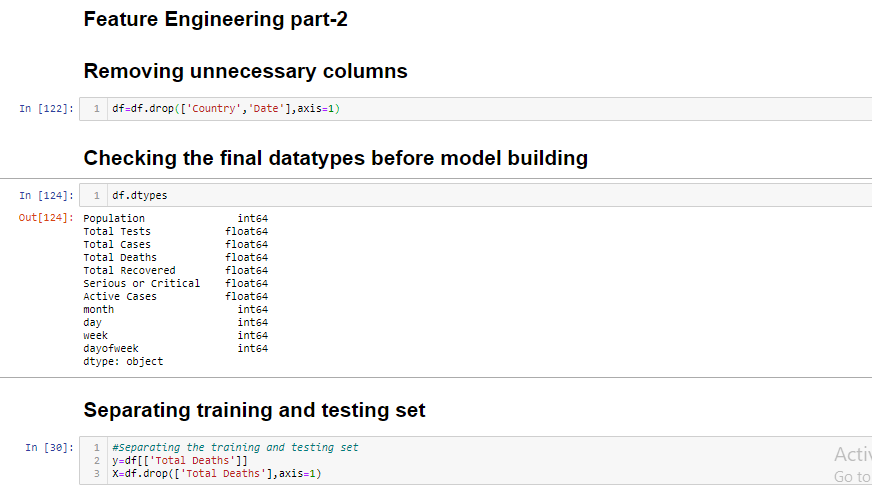 Feature Engineering part-2
Removing unnecessary columns
In [122]: 1 df=df.drop(['Country','Date'],axis=1)
Checking the final datatypes before model building
In [124]: 1 df.dtypes
Out[124]: Population int64
Total Tests float64
Total Cases float64
Total Deaths float64
Total Recovered float64
Serious or Critical float64
Active Cases float64
month int64
day int64
week int64
dayofweek int64
dtype: object
Separating training and testing set
In [30]: 1 #Separating the training and testing set
2 y=df[['Total Deaths']]
3 X=df.drop(['Total Deaths'],axis=1)
Go to